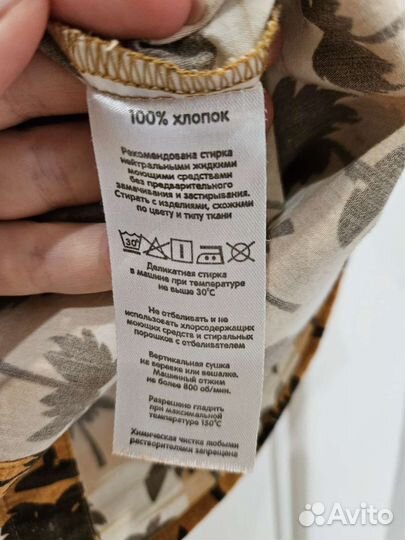 100% ХЛОПОК
Рекомендована стирка
нейтральными жидкими
моющими средствами
без предварительного
замачивания и застирывания.
Стирать с изделиями, схожими
по цвету и типу ткани
30°
Деликатная стирка
в машине при температуре
не выше 30°C
Не отбеливать и не
использовать хлорсодержащих
моющих средств и стиральных
порошков с отбеливателем
Вертикальная сушка
на веревке или вешалке.
Машинный отжим
не более 800 об/мин.
Разрешено гладить
при максимальной
температуре 150°C
Химическая чистка любыми
растворителями запрещена
Avito